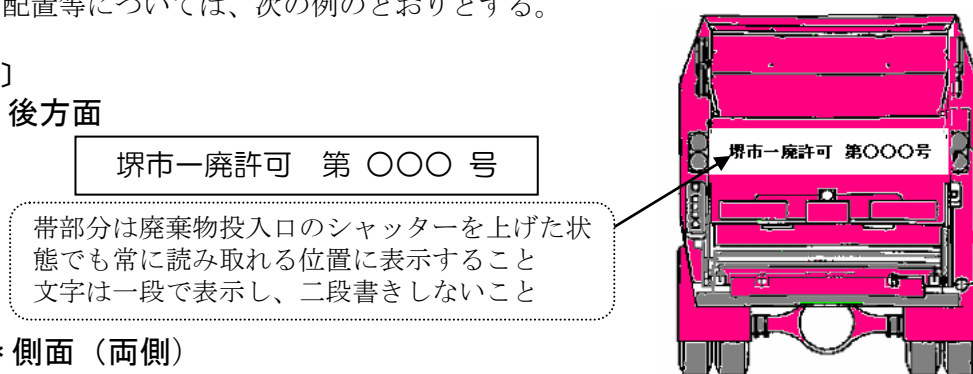 配置等については、次の例のとおりとする。
〕
後方面
堺市一廃許可 第 〇〇〇 号
堺市一廃許可 第〇〇〇号
帯部分は廃棄物投入口のシャッターを上げた状
態でも常に読み取れる位置に表示すること
文字は一段で表示し、二段書きしないこと
側面（両側）